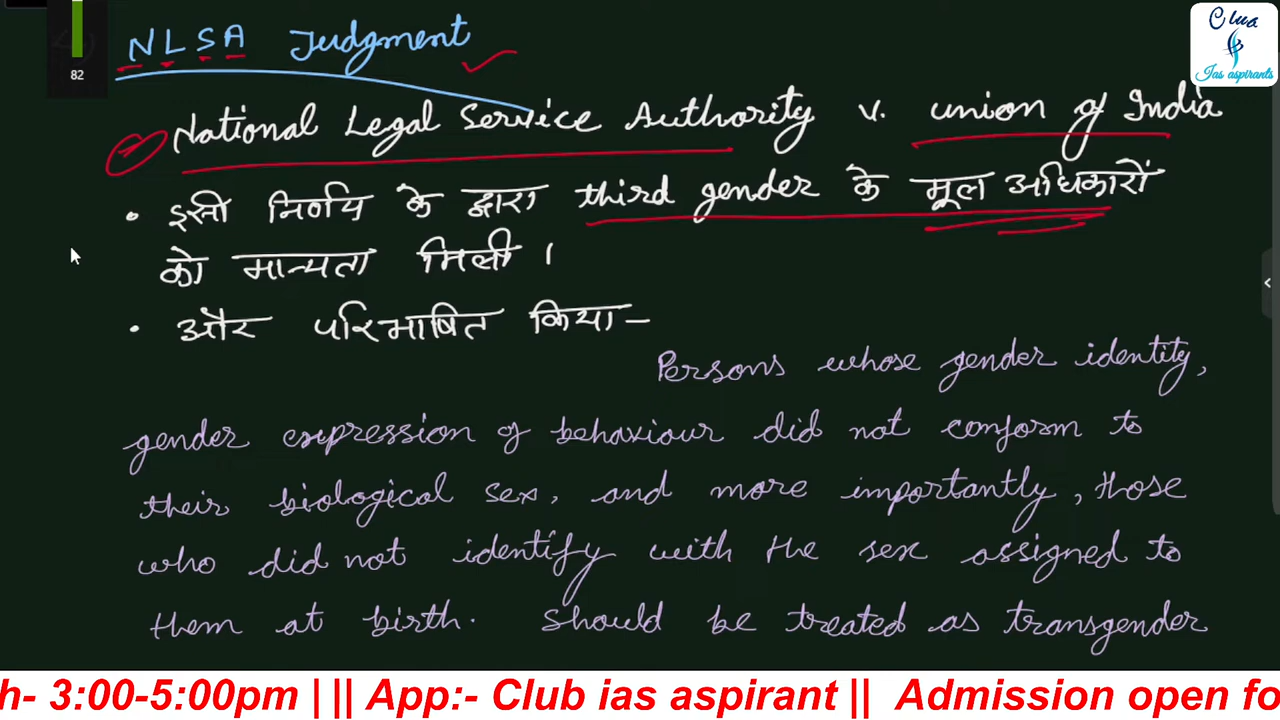 82
NLSA Judgment
Club
Ias aspirants
National Legal Service Authority v. union of India
• इसी निर्णय के द्वारा third gender के मूल अधिकारों
को मान्यता मिली ।
• और परिभाषित किया -
Persons whose gender identity,
gender expression of behaviour did not conform to
their biological sex, and more importantly, those
who did not identify with the sex assigned to
them at birth. Should be treated as transgender
h- 3:00-5:00pm | || App:- Club ias aspirant || Admission open fo